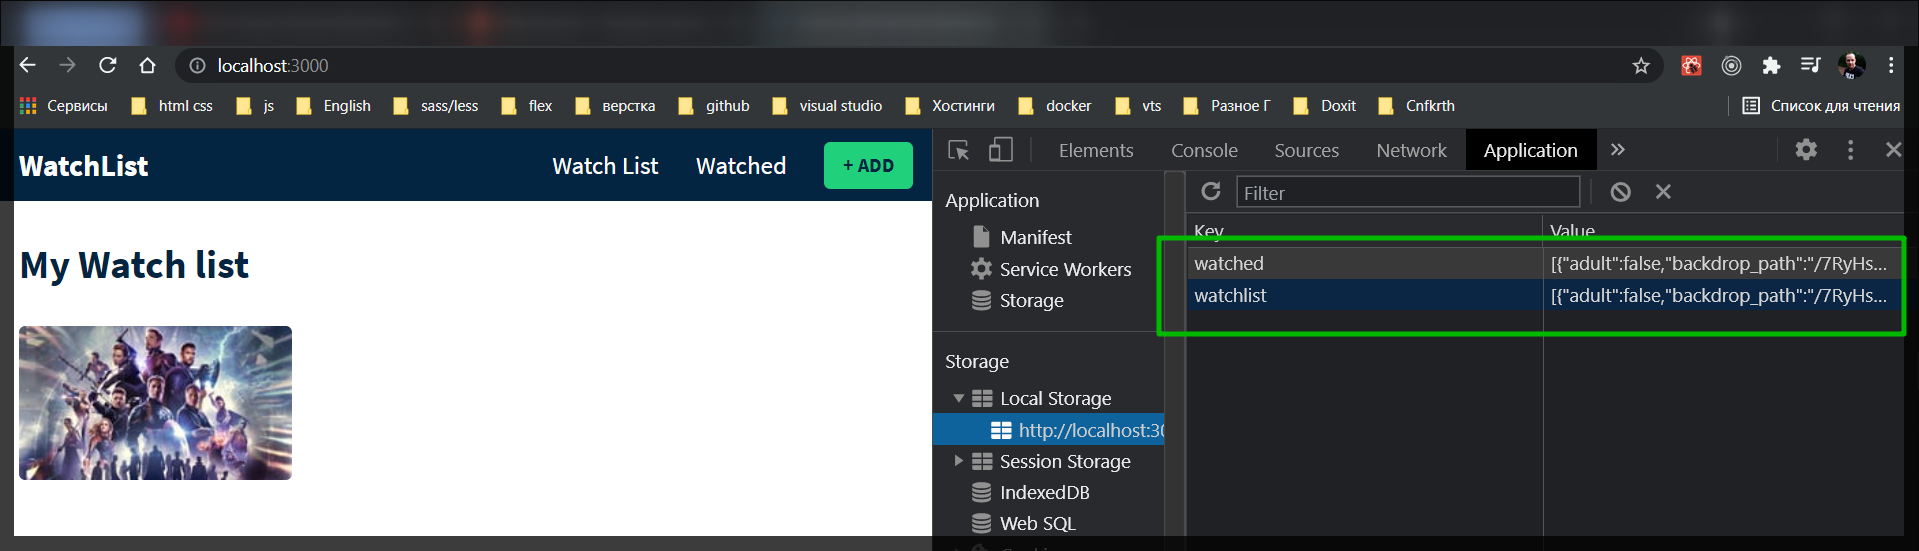 localhost:3000
Сервисы html css js English sass/less flex верстка github visual studio Хостинги docker vts Разное Г Doxit Cnfkrth Список для чтения
WatchList Watch List Watched + ADD
My Watch list
Elements Console Sources Network Application
Application
Manifest
Service Workers
Storage
Storage
Local Storage
http://localhost:30
Session Storage
IndexedDB
Web SQL
Filter
Key Value
watched [{"adult":false,"backdrop_path":"/7RyHs...
watchlist [{"adult":false,"backdrop_path":"/7RyHs...